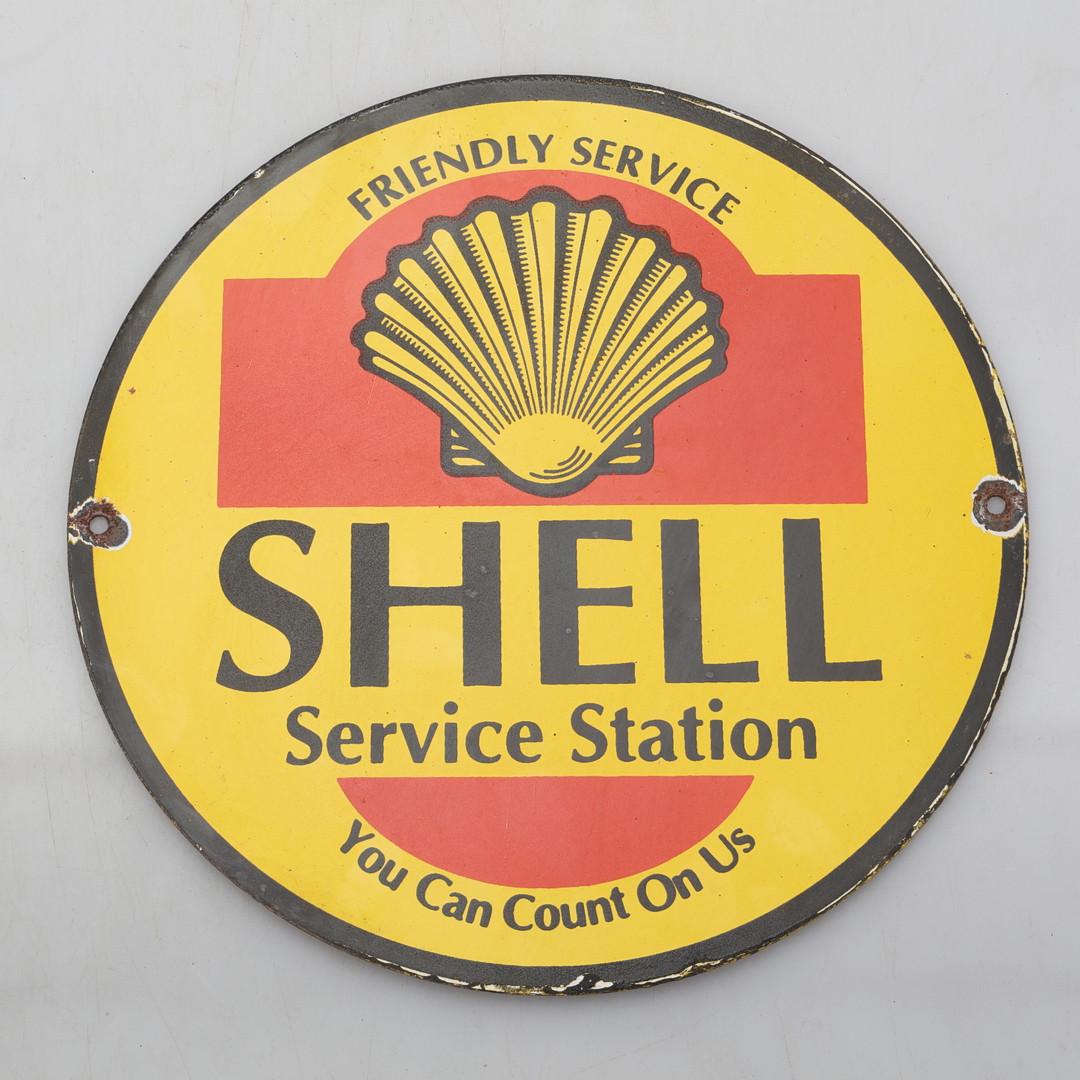 FRIENDLY SERVICE
SHELL
Service Station
You Can Count On Us